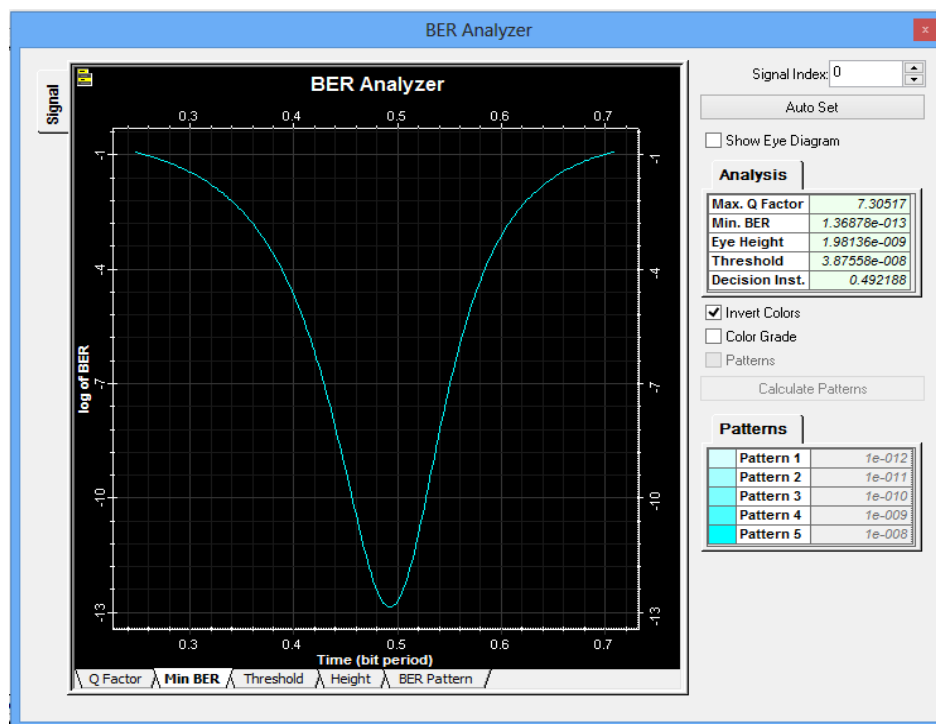 BER Analyzer
x
Signal
BER Analyzer
0.3 0.4 0.5 0.6 0.7
log of BER
-1 -1
-4 -4
-7 -7
-10 -10
-13 -13
0.3 0.4 0.5 0.6 0.7
Time (bit period)
Q Factor Min BER Threshold Height BER Pattern
Signal Index: 0
Auto Set
Show Eye Diagram
Analysis
Max. Q Factor 7.30517
Min. BER 1.36878e-013
Eye Height 1.98136e-009
Threshold 3.87558e-008
Decision Inst. 0.492188
Invert Colors
Color Grade
Patterns
Calculate Patterns
Patterns
Pattern 1 1e-012
Pattern 2 1e-011
Pattern 3 1e-010
Pattern 4 1e-009
Pattern 5 1e-008